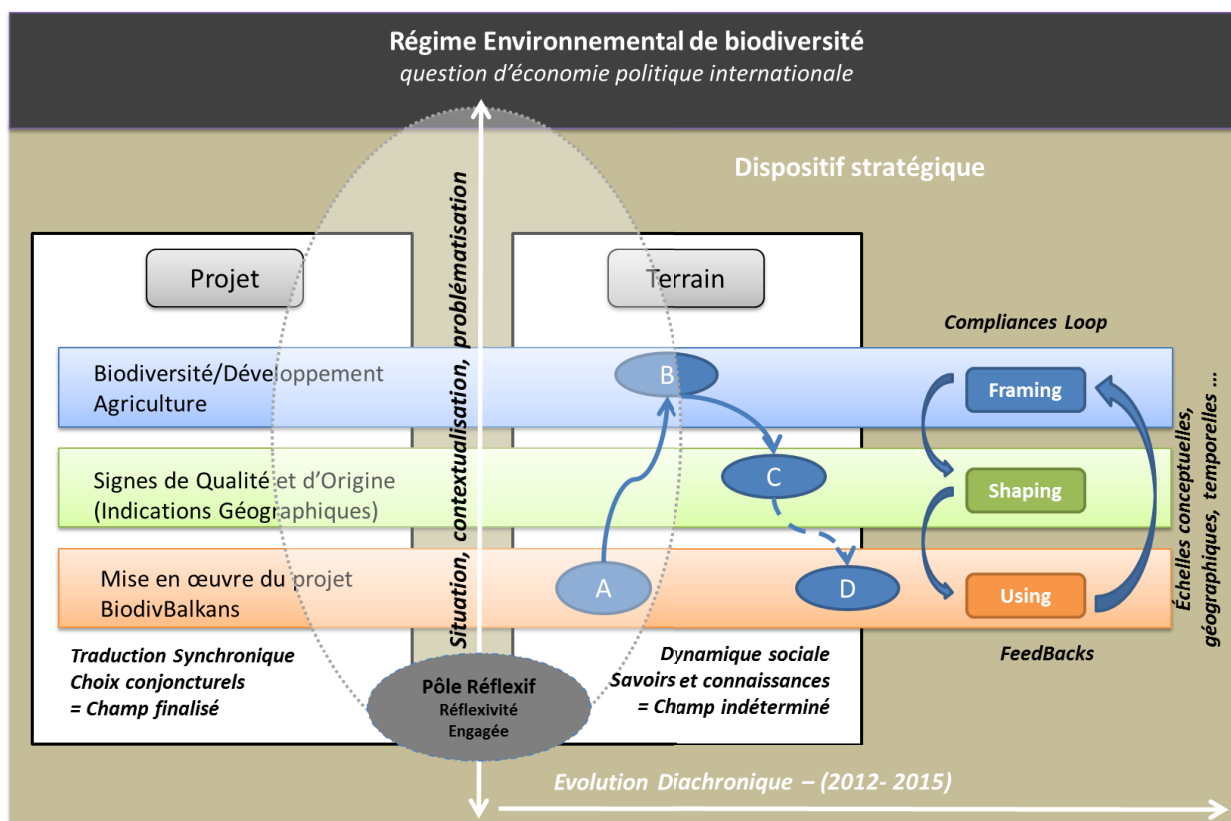 Régime Environnemental de biodiversité
question d'économie politique internationale
Dispositif stratégique
Projet
Terrain
Situation, contextualisation, problématisation
Compliances Loop
Biodiversité/Développement
Agriculture
B
Framing
Signes de Qualité et d'Origine
(Indications Géographiques)
C
Shaping
Mise en œuvre du projet
BiodivBalkans
A
D
Using
Échelles conceptuelles,
géographiques, temporelles ...
FeedBacks
Traduction Synchronique
Choix conjoncturels
= Champ finalisé
Pôle Réflexif
Réflexivité
Engagée
Dynamique sociale
Savoirs et connaissances
= Champ indéterminé
Evolution Diachronique – (2012- 2015)